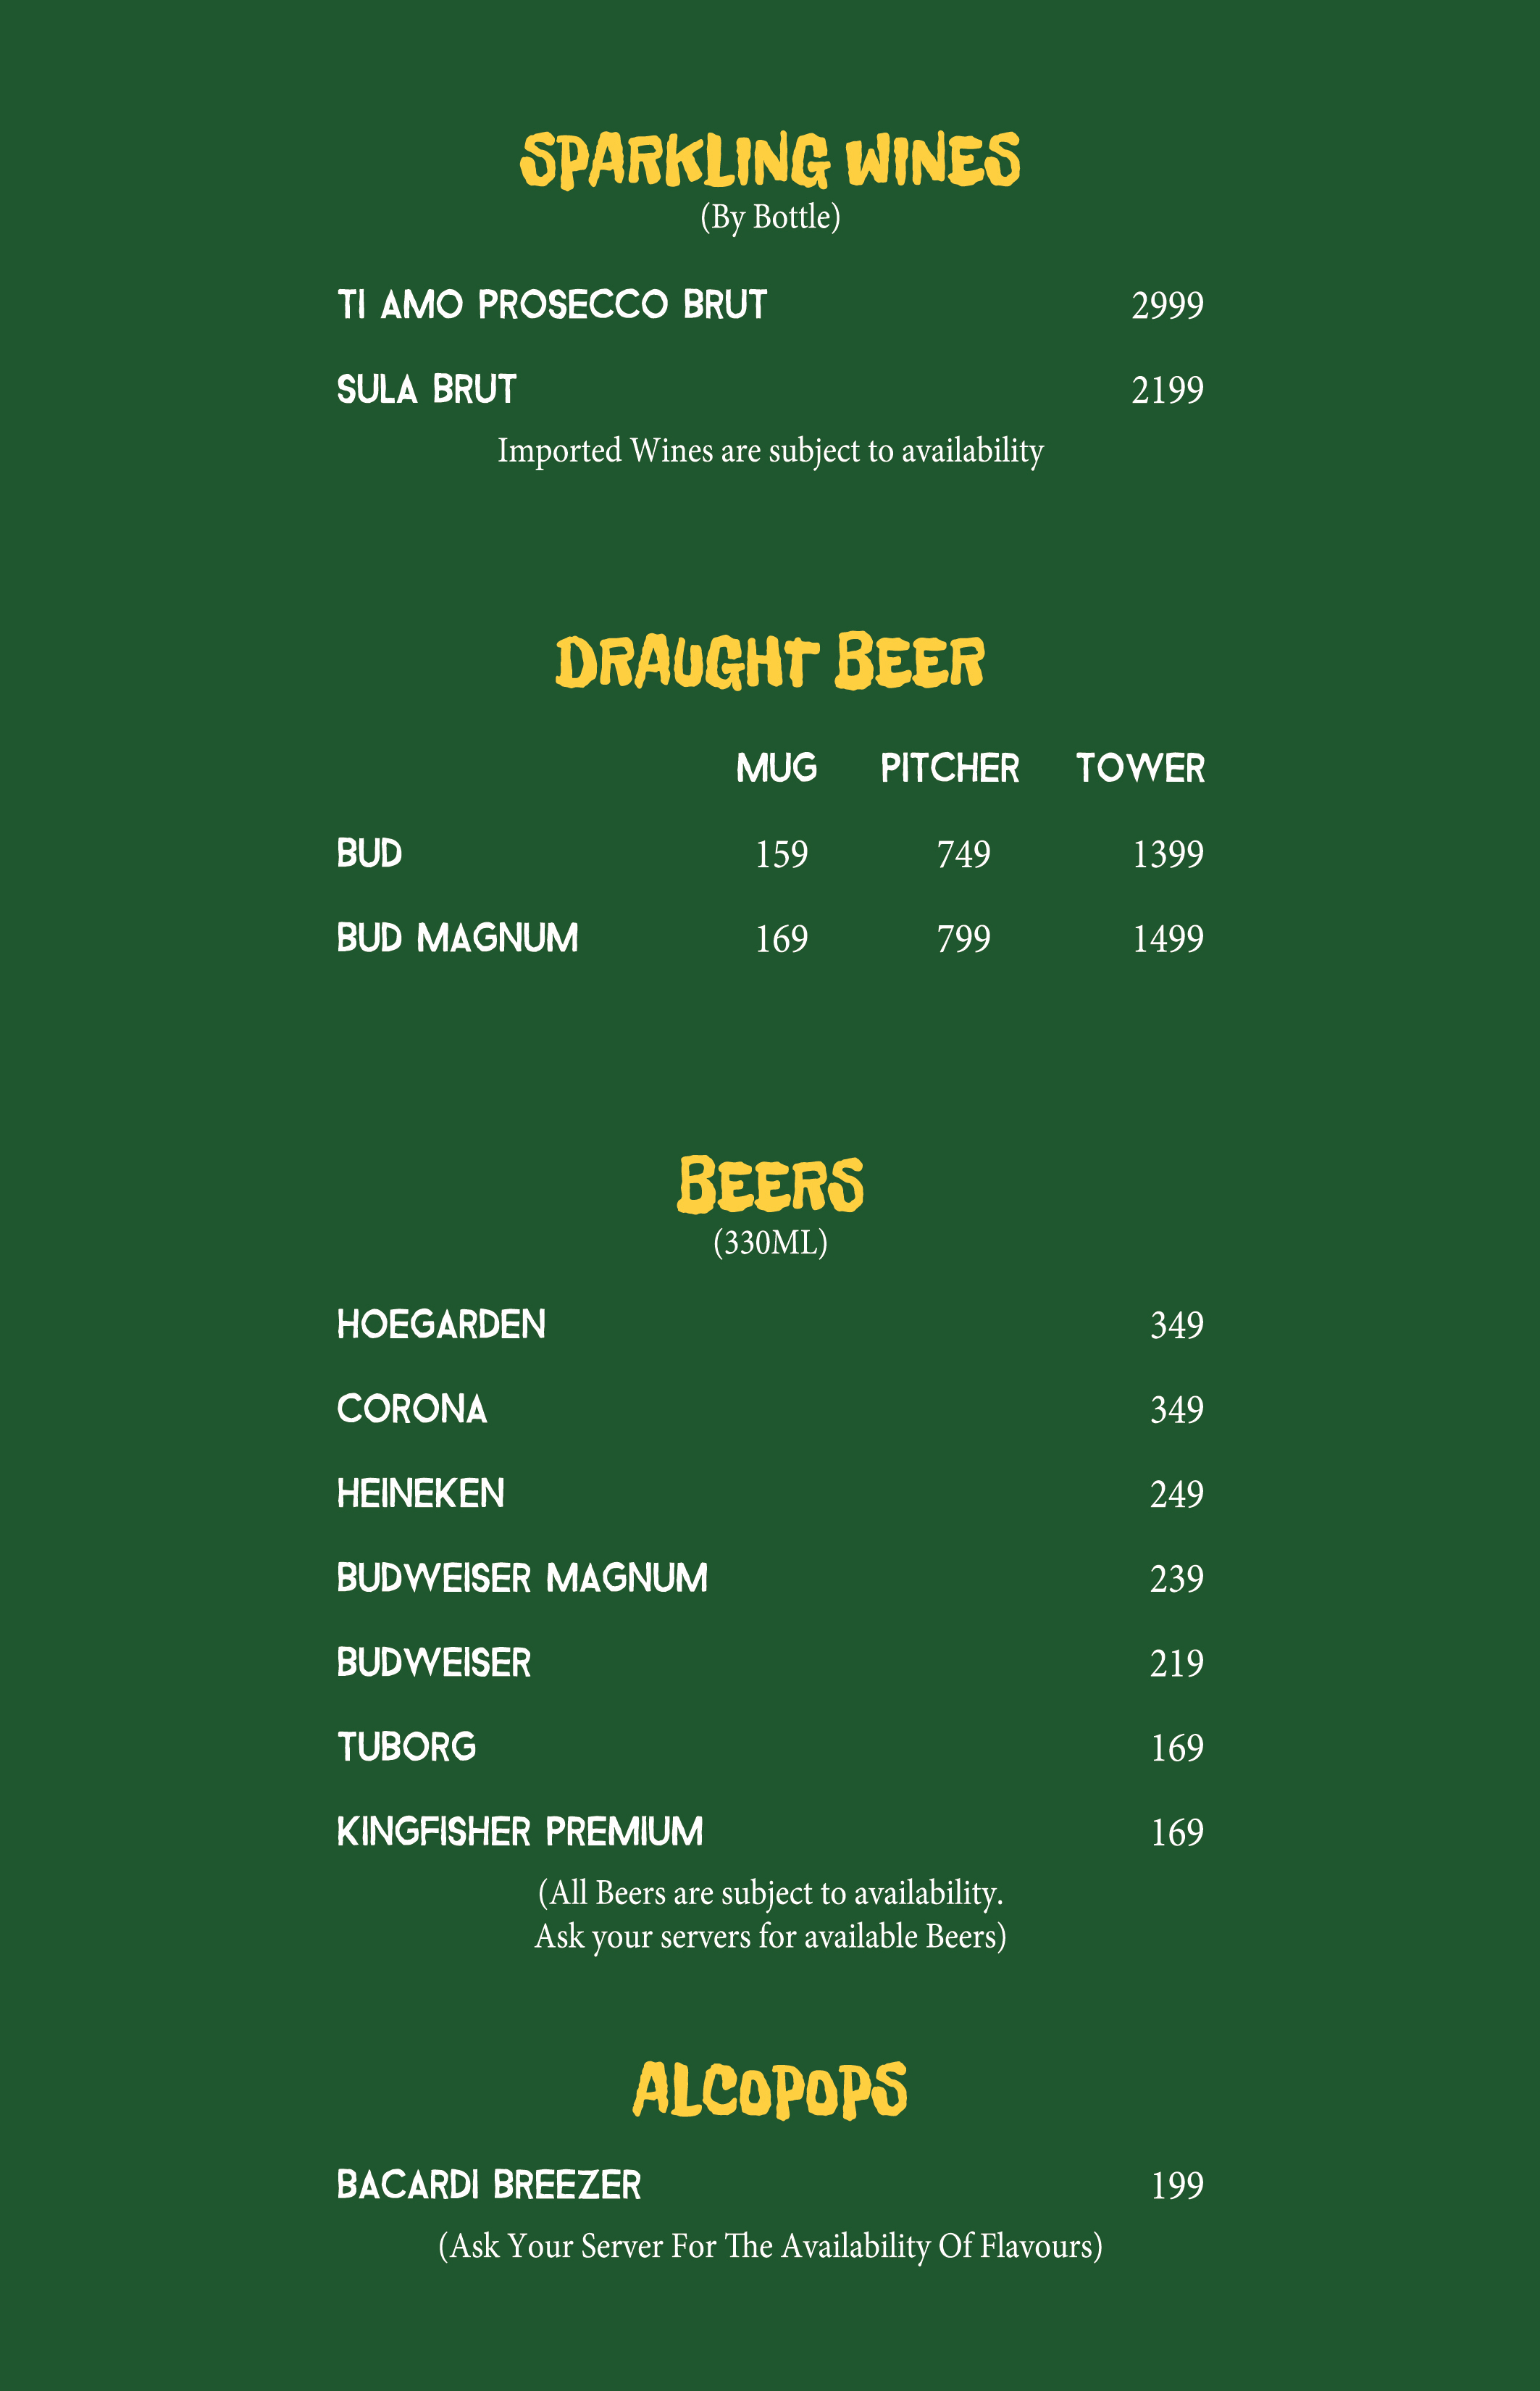 SPARKLING WINES
(By Bottle)
TI AMO PROSECCO BRUT 2999
SULA BRUT 2199
Imported Wines are subject to availability
DRAUGHT BEER
MUG PITCHER TOWER
BUD 159 749 1399
BUD MAGNUM 169 799 1499
BEERS
(330ML)
HOEGARDEN 349
CORONA 349
HEINEKEN 249
BUDWEISER MAGNUM 239
BUDWEISER 219
TUBORG 169
KINGFISHER PREMIUM 169
(All Beers are subject to availability.
Ask your servers for available Beers)
ALCOPOPS
BACARDI BREEZER 199
(Ask Your Server For The Availability Of Flavours)